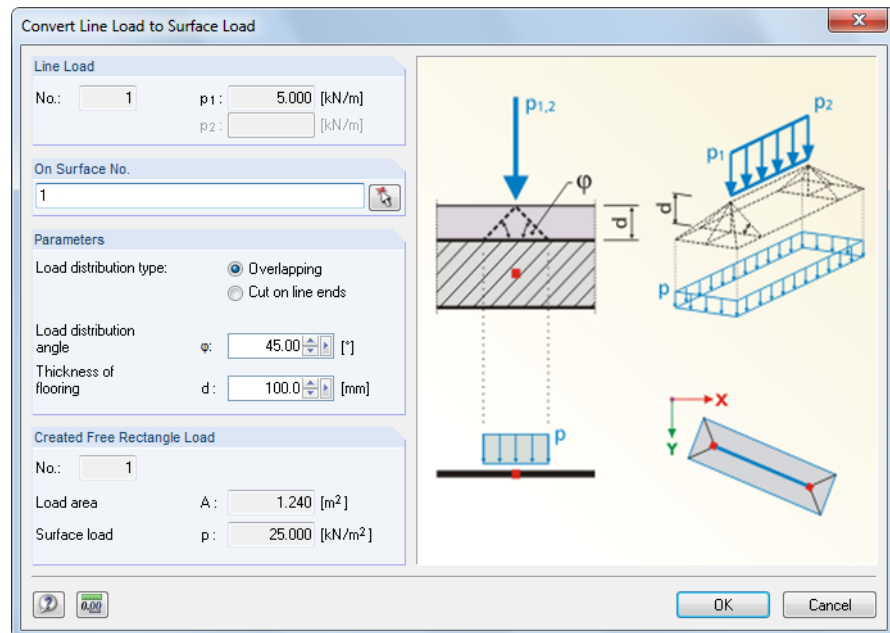 Convert Line Load to Surface Load
Line Load
No.: 1 p1: 5.000 [kN/m]
p2: [kN/m]
On Surface No.
1
Parameters
Load distribution type: Overlapping
Cut on line ends
Load distribution
angle φ: 45.00 [°]
Thickness of
flooring d: 100.0 [mm]
Created Free Rectangle Load
No.: 1
Load area A: 1.240 [m²]
Surface load p: 25.000 [kN/m²]
p1,2
φ
d
p2
p1
d
p
p
X
Y
0.00
OK Cancel